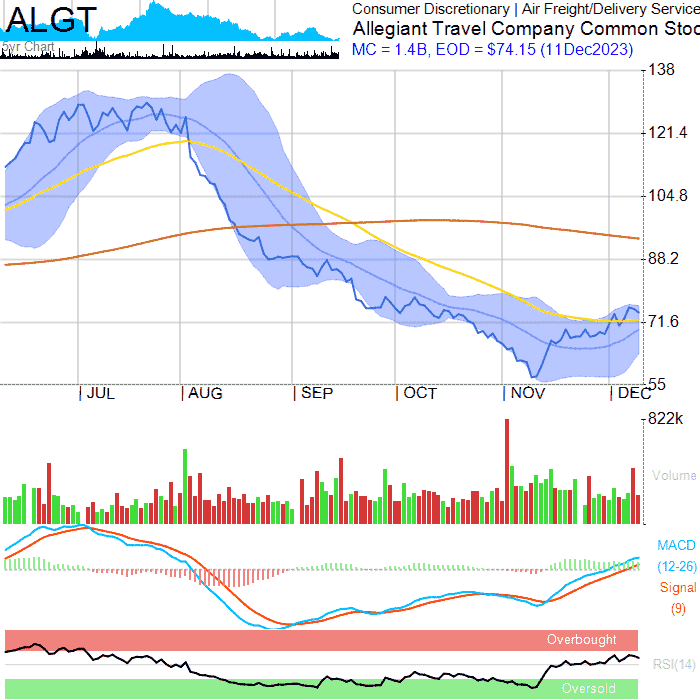 ALGT
5yr Chart
Consumer Discretionary | Air Freight/Delivery Service
Allegiant Travel Company Common Stoc
MC = 1.4B, EOD = $74.15 (11Dec2023)
138
121.4
104.8
88.2
71.6
55
JUL AUG SEP OCT NOV DEC
822k
Volume
MACD
(12-26)
Signal
(9)
Overbought
RSI(14)
Oversold